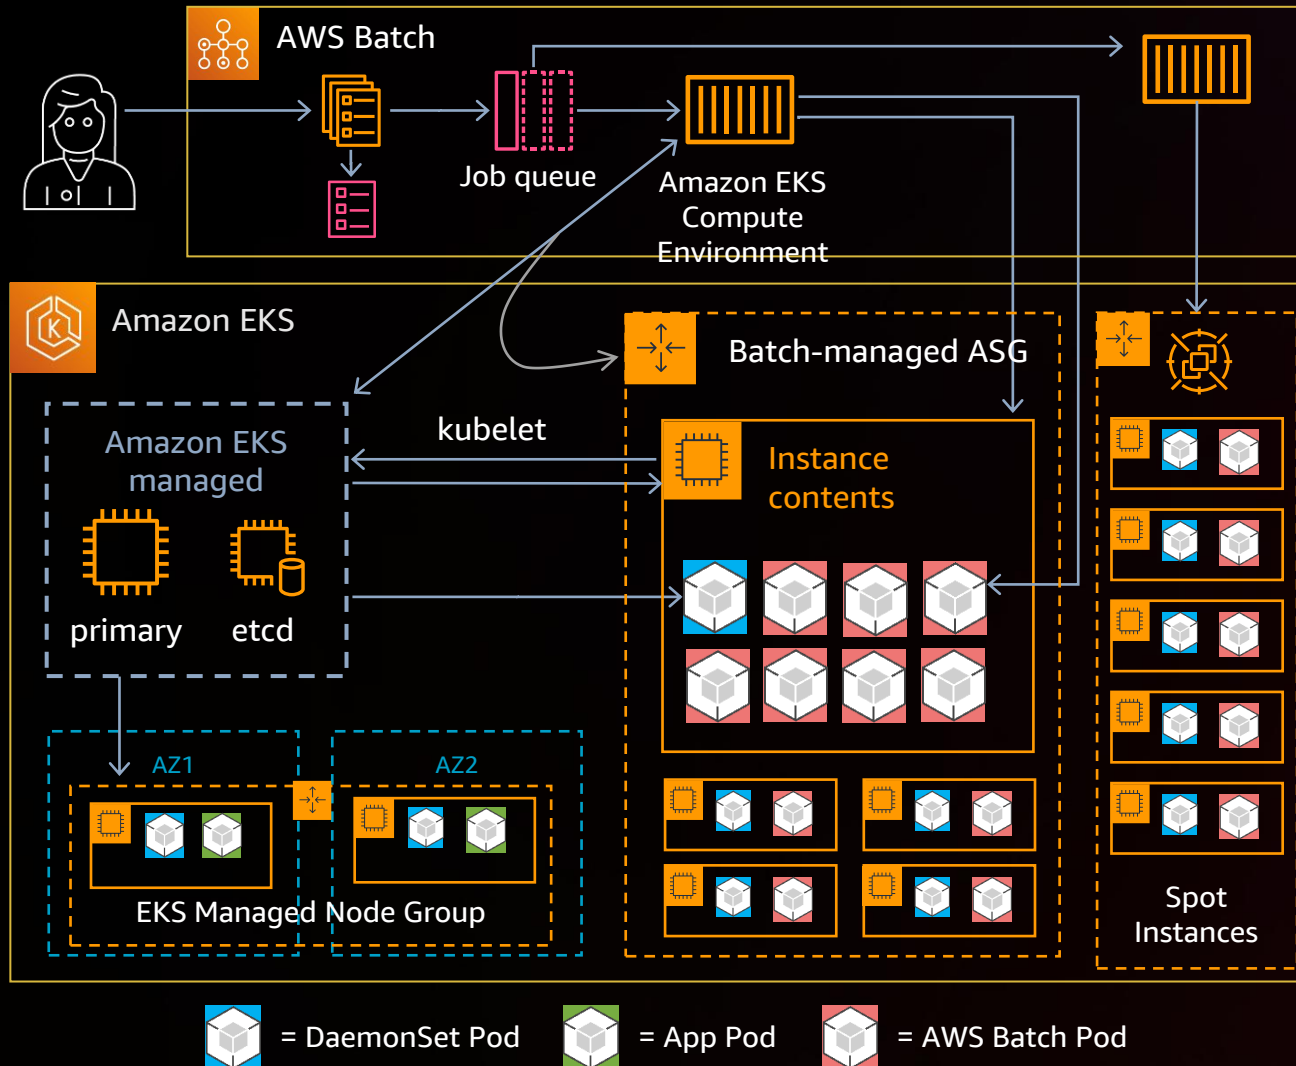 AWS Batch
Job queue
Amazon EKS
Compute
Environment
Amazon EKS
K
Batch-managed ASG
Amazon EKS
managed
kubelet
Instance
contents
primary
etcd
AZ1
AZ2
EKS Managed Node Group
Spot
Instances
= DaemonSet Pod
= App Pod
= AWS Batch Pod